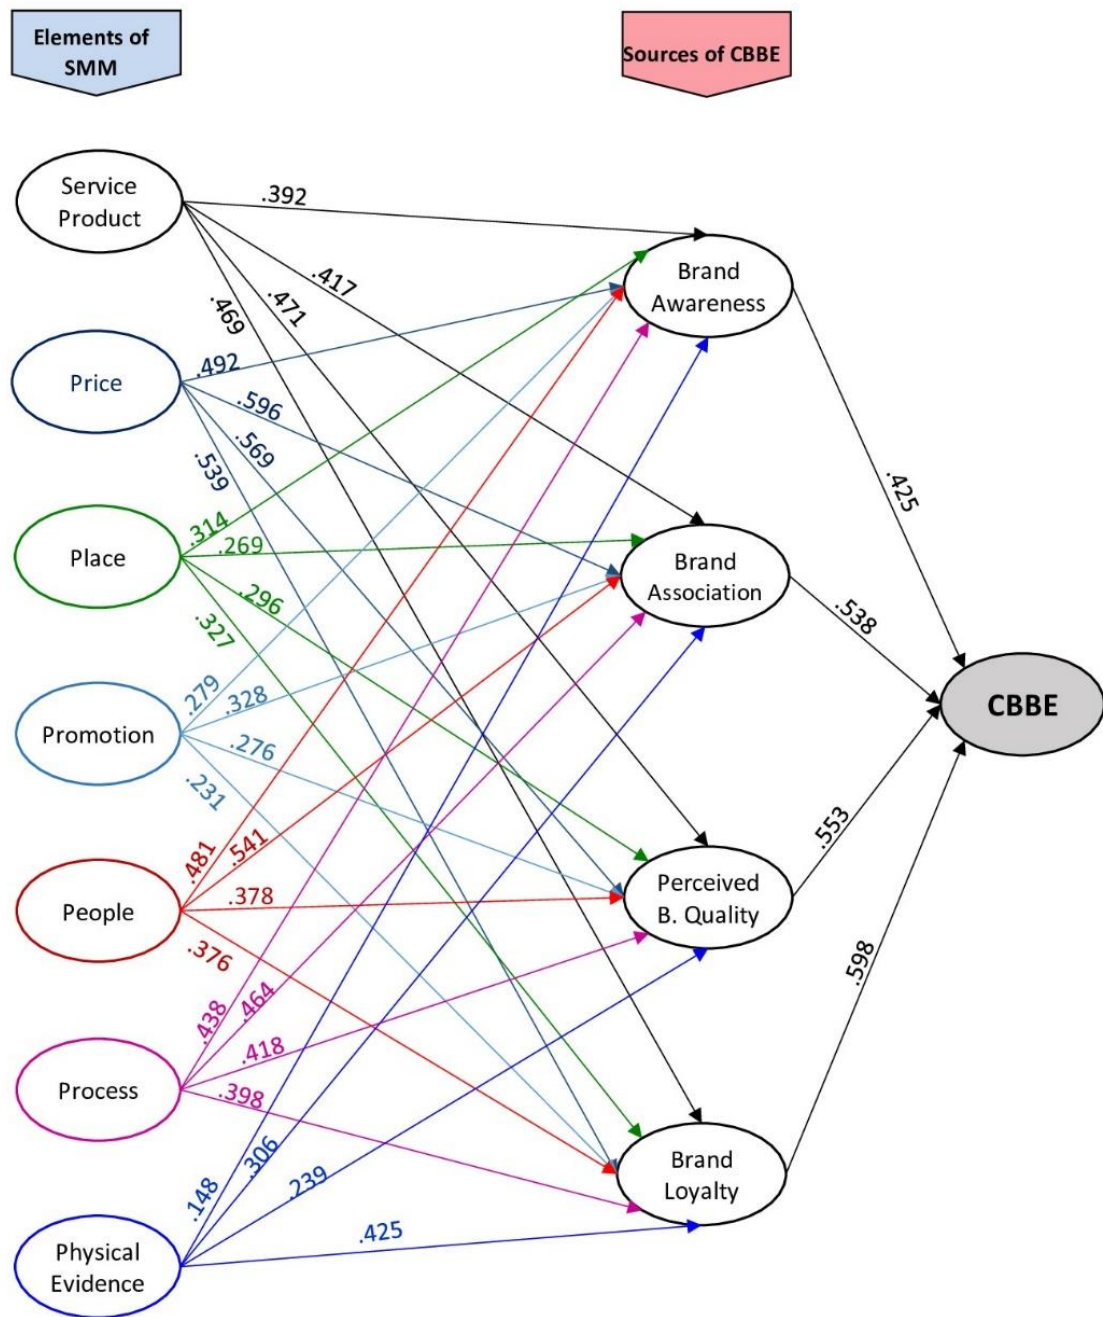 Elements of
SMM
Sources of CBBE
Service
Product
.392
.417
.471
.469
Brand
Awareness
Price
.492
.596
.569
.539
.425
Place
.314
.269
.296
.327
Brand
Association
.538
Promotion
.279
.328
.276
.231
CBBE
People
.481
.541
.378
.376
Perceived
B. Quality
.553
Process
.438
.464
.418
.398
.598
Brand
Loyalty
Physical
Evidence
.148
.306
.239
.425